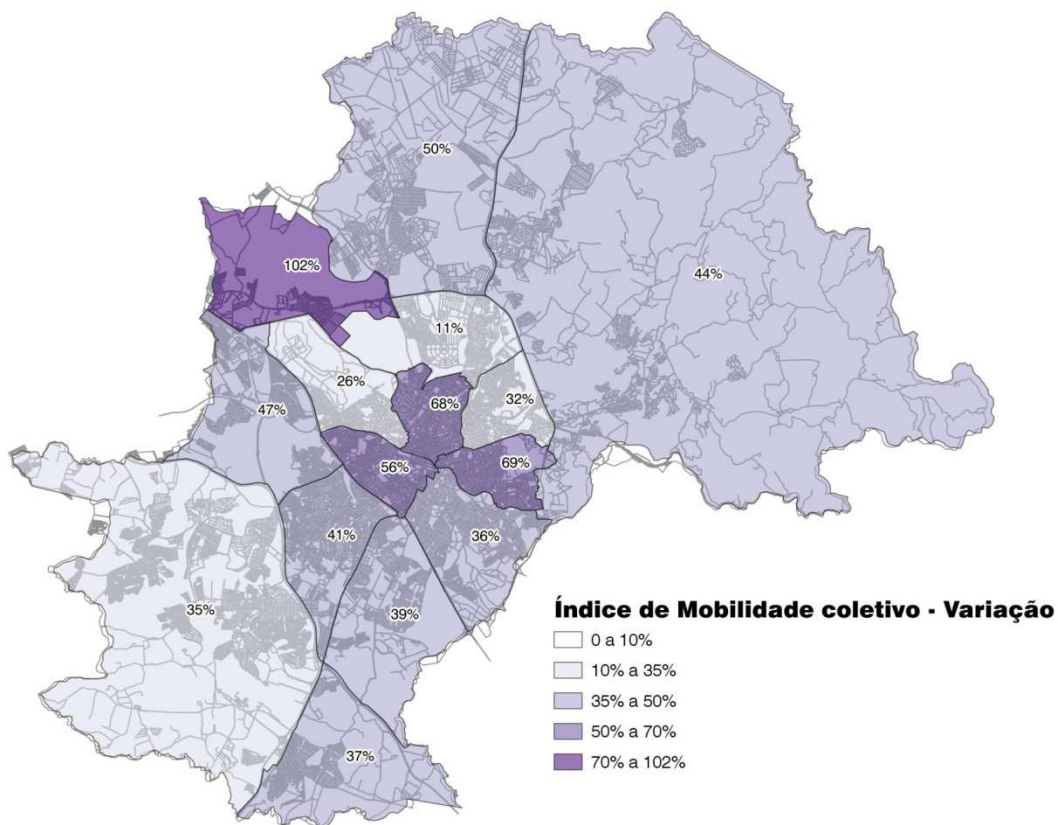 50%
44%
102%
11%
26%
68%
32%
47%
56%
69%
41%
36%
35%
39%
37%
Índice de Mobilidade coletivo - Variação
0 a 10%
10% a 35%
35% a 50%
50% a 70%
70% a 102%